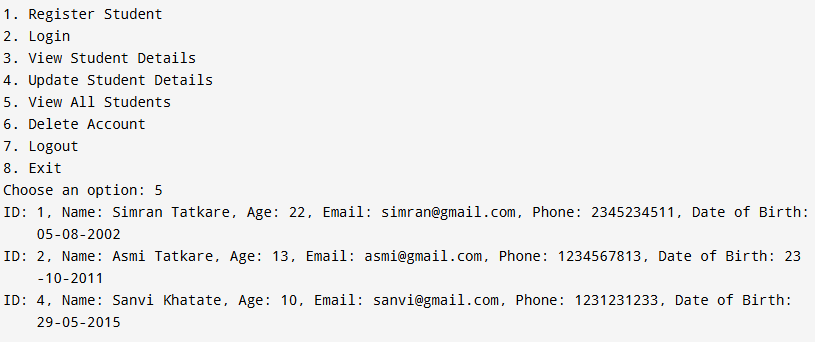 1. Register Student
2. Login
3. View Student Details
4. Update Student Details
5. View All Students
6. Delete Account
7. Logout
8. Exit
Choose an option: 5
ID: 1, Name: Simran Tatkare, Age: 22, Email: simran@gmail.com, Phone: 2345234511, Date of Birth:
05-08-2002
ID: 2, Name: Asmi Tatkare, Age: 13, Email: asmi@gmail.com, Phone: 1234567813, Date of Birth: 23
-10-2011
ID: 4, Name: Sanvi Khatate, Age: 10, Email: sanvi@gmail.com, Phone: 1231231233, Date of Birth:
29-05-2015